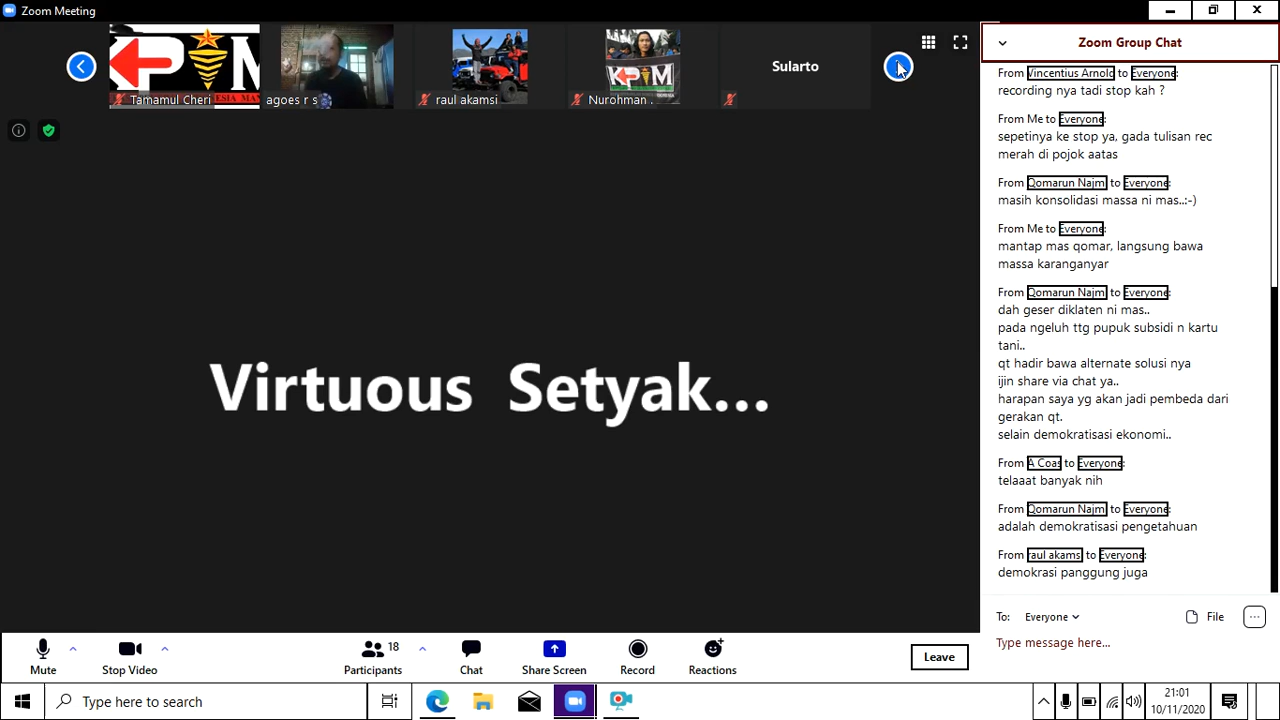 Zoom Meeting
KPM
ESIA MA
Tamamul Cheri
agoes r s
raul akamsi
KPM
Nurohman .
Sularto
Virtuous Setyak...
Zoom Group Chat
From Vincentius Arnold to Everyone:
recording nya tadi stop kah ?
From Me to Everyone:
sepetinya ke stop ya, gada tulisan rec
merah di pojok aatas
From Qomarun Najmi to Everyone:
masih konsolidasi massa ni mas..:-)
From Me to Everyone:
mantap mas qomar, langsung bawa
massa karanganyar
From Qomarun Najmi to Everyone:
dah geser diklaten ni mas..
pada ngeluh ttg pupuk subsidi n kartu
tani..
qt hadir bawa alternate solusi nya
ijin share via chat ya..
harapan saya yg akan jadi pembeda dari
gerakan qt.
selain demokratisasi ekonomi..
From A Coas to Everyone:
telaaat banyak nih
From Qomarun Najmi to Everyone:
adalah demokratisasi pengetahuan
From raul akamsi to Everyone:
demokrasi panggung juga
To: Everyone
File
Type message here...
Mute
Stop Video
18
Participants
Chat
Share Screen
Record
Reactions
Leave
Type here to search
21:01
10/11/2020